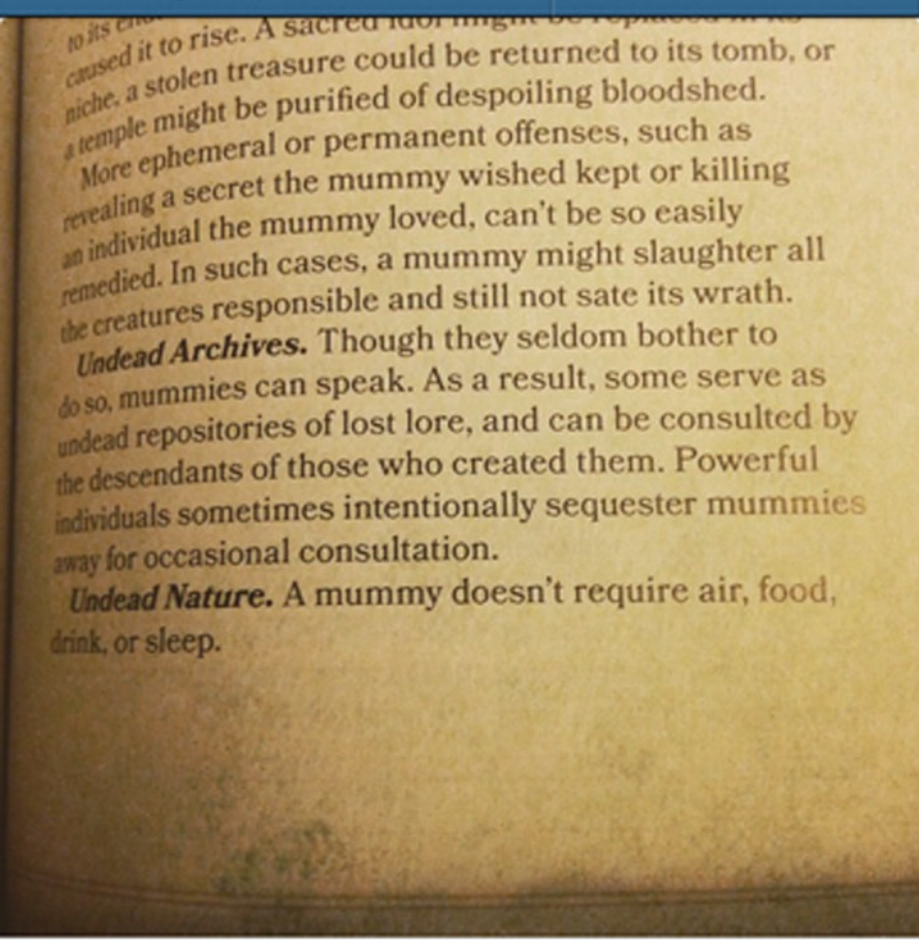 to its
caused it to rise. A sacred idol might be replaced in its
niche, a stolen treasure could be returned to its tomb, or
a temple might be purified of despoiling bloodshed.
More ephemeral or permanent offenses, such as
revealing a secret the mummy wished kept or killing
an individual the mummy loved, can't be so easily
remedied. In such cases, a mummy might slaughter all
the creatures responsible and still not sate its wrath.
Undead Archives. Though they seldom bother to
do so, mummies can speak. As a result, some serve as
undead repositories of lost lore, and can be consulted by
the descendants of those who created them. Powerful
individuals sometimes intentionally sequester mummies
away for occasional consultation.
Undead Nature. A mummy doesn't require air, food,
drink, or sleep.